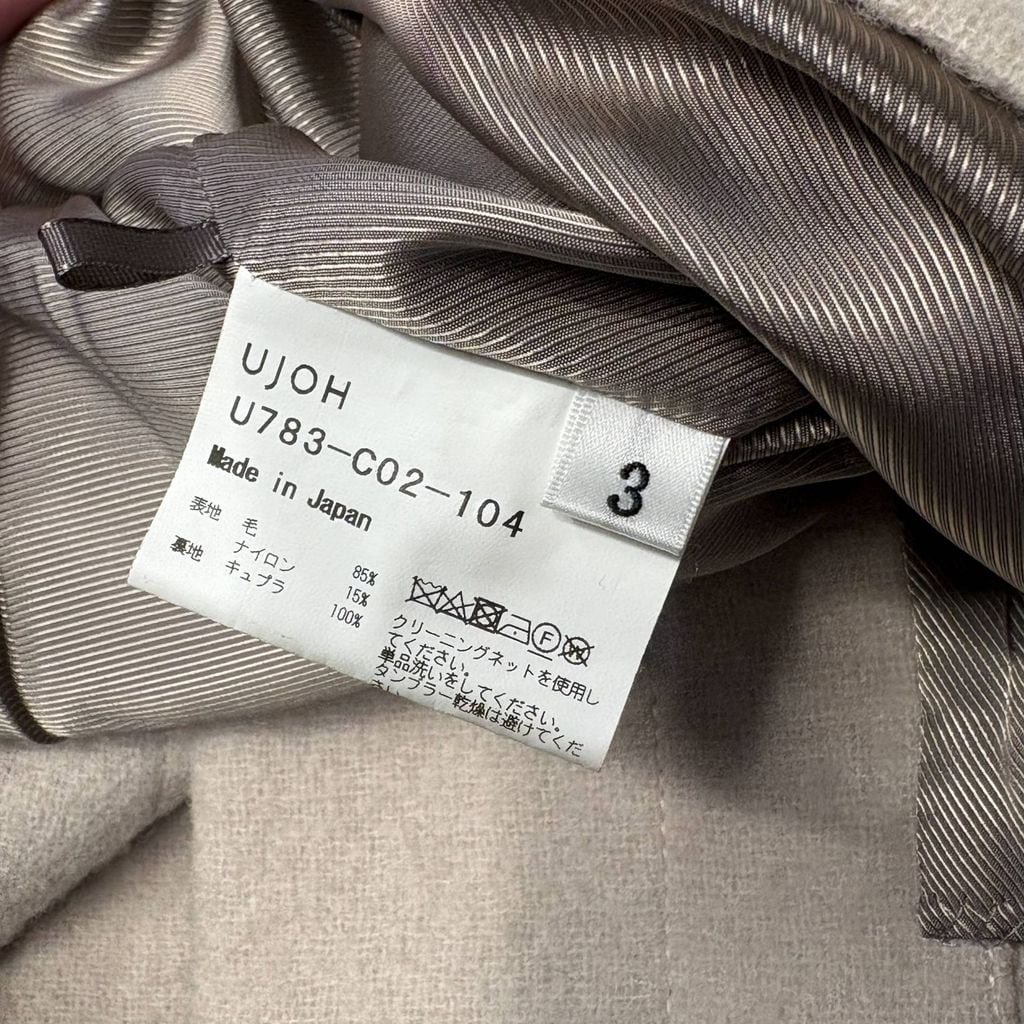 UJOH
U783-C02-104
3
Made in Japan
表地 毛 85%
ナイロン 15%
裏地 キュプラ 100%
F
W
クリーニングネットを使用し
てください。
単品洗いをしてください。
タンブラー乾燥は避けてくだ
さい